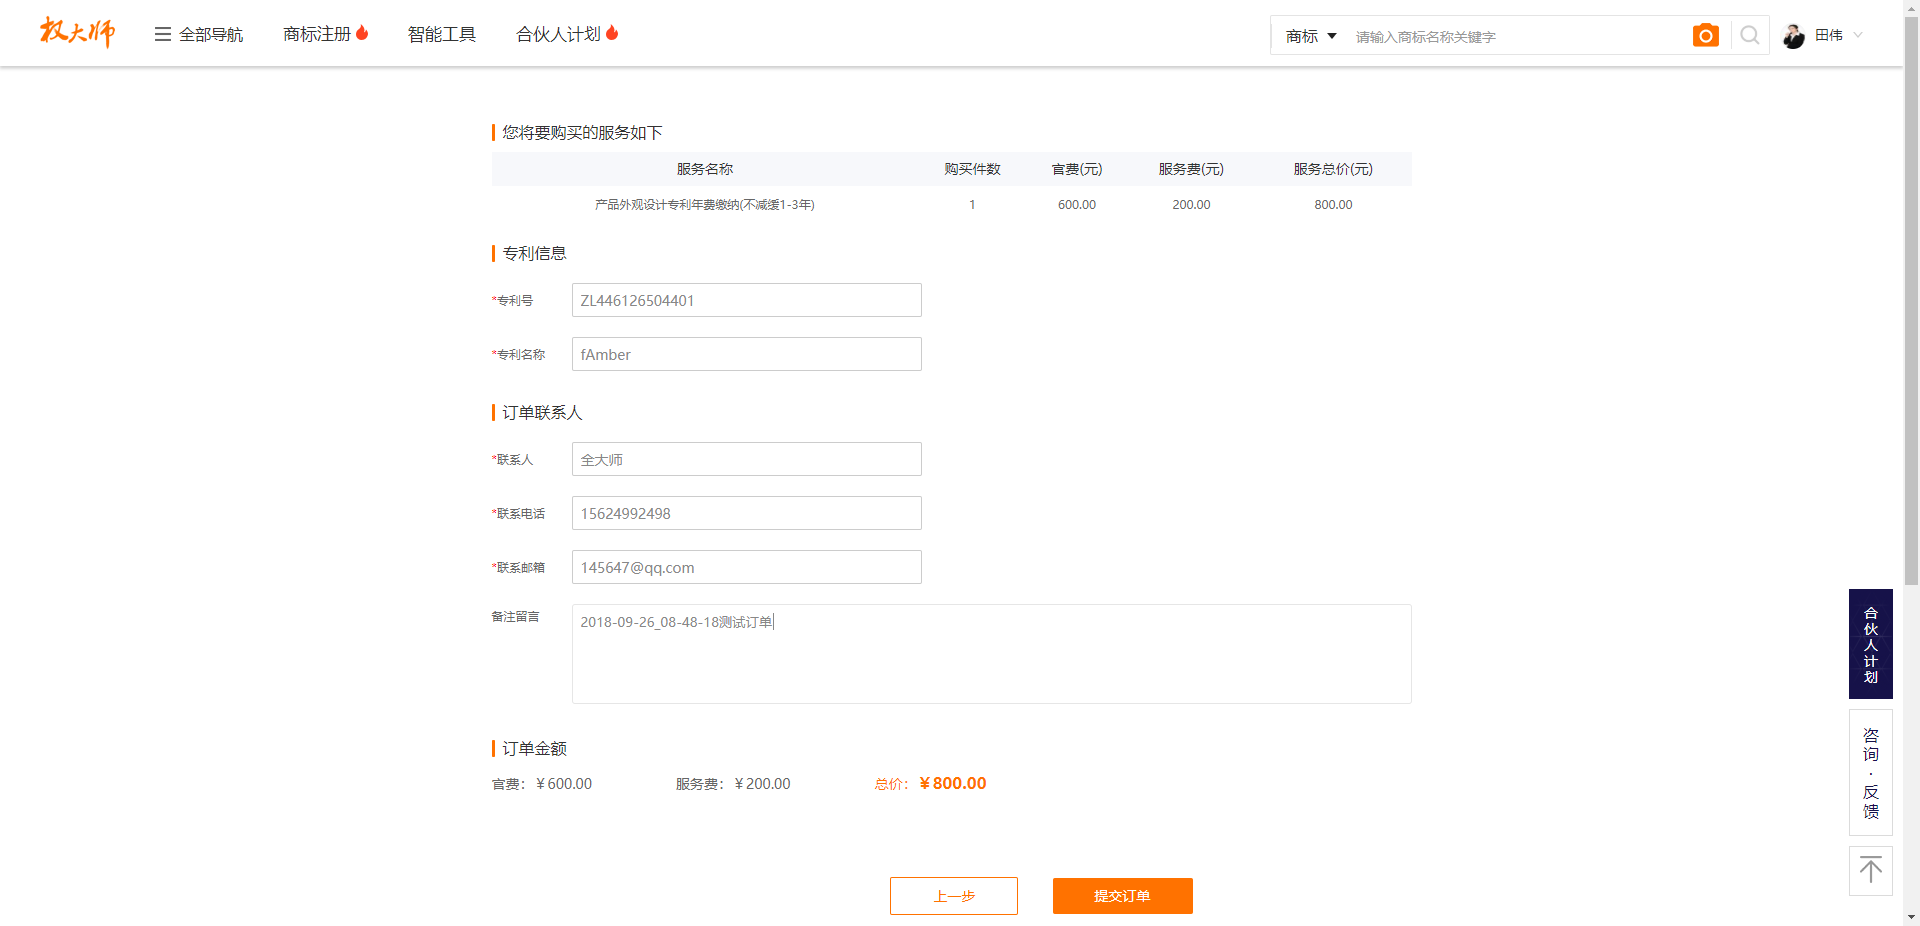 权大师 全部导航 商标注册 智能工具 合伙人计划 商标 请输入商标名称关键字 田伟
您将要购买的服务如下
服务名称 购买件数 官费(元) 服务费(元) 服务总价(元)
产品外观设计专利年费缴纳(不减缓1-3年) 1 600.00 200.00 800.00
专利信息
*专利号 ZL446126504401
*专利名称 fAmber
订单联系人
*联系人 全大师
*联系电话 15624992498
*联系邮箱 145647@qq.com
备注留言 2018-09-26_08-48-18测试订单
订单金额
官费：￥600.00 服务费：￥200.00 总价：￥800.00
上一步 提交订单
合伙人计划
咨询·反馈